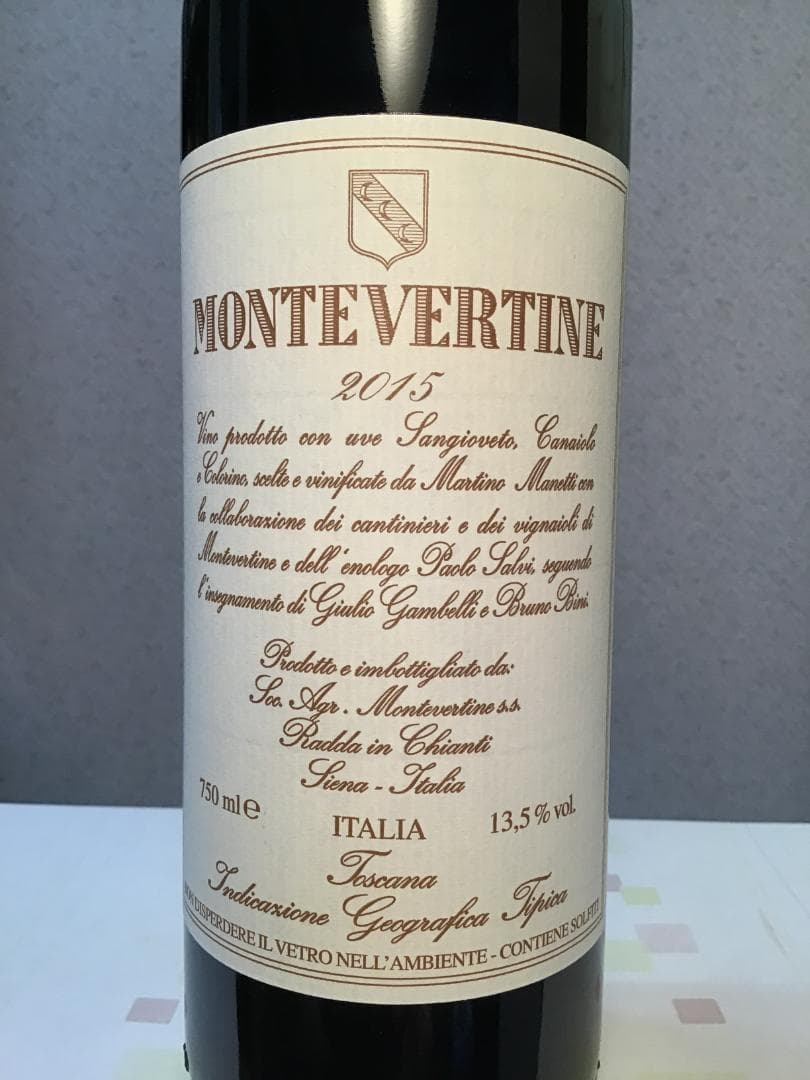 MONTEVERTINE
2015
Vino prodotto con uve Sangioveto, Canaiolo
e Colorino, scelte e vinificate da Martino Manetti con
la collaborazione dei cantinieri e dei vignaioli di
Montevertine e dell'enologo Paolo Salvi, seguendo
l'insegnamento di Giulio Gambelli e Bruno Bini.
Prodotto e imbottigliato da:
Soc. Agr. Montevertine s.s.
Radda in Chianti
Siena - Italia
750 ml e
ITALIA
13,5 % vol.
Toscana
Indicazione Geografica Tipica
NON DISPERDERE IL VETRO NELL'AMBIENTE - CONTIENE SOLFITI